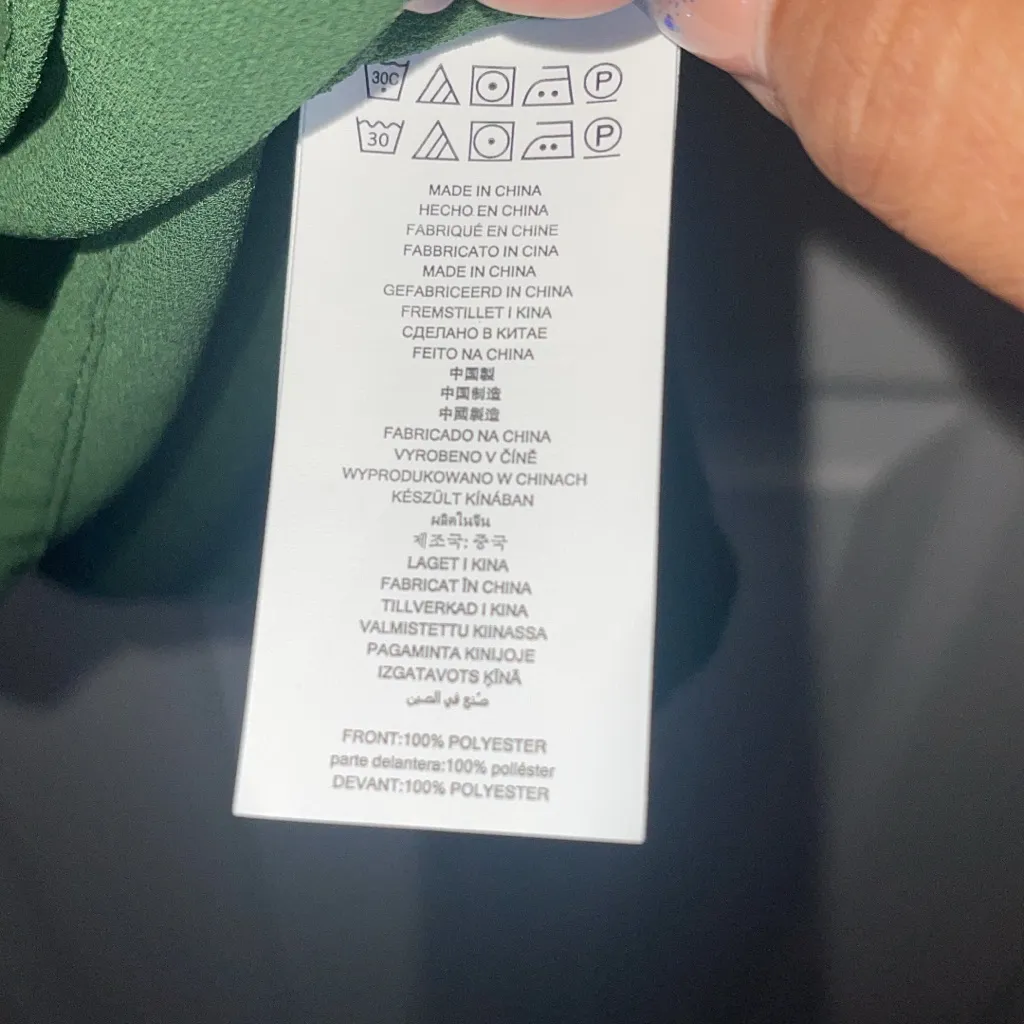 30C P
30 P
MADE IN CHINA
HECHO EN CHINA
FABRIQUÉ EN CHINE
FABBRICATO IN CINA
MADE IN CHINA
GEFABRICEERD IN CHINA
FREMSTILLET I KINA
СДЕЛАНО В КИТАЕ
FEITO NA CHINA
中国製
中国制造
中國製造
FABRICADO NA CHINA
VYROBENO V ČÍNĚ
WYPRODUKOWANO W CHINACH
KÉSZÜLT KÍNÁBAN
ผลิตในจีน
제조국: 중국
LAGET I KINA
FABRICAT ÎN CHINA
TILLVERKAD I KINA
VALMISTETTU KIINASSA
PAGAMINTA KINIJOJE
IZGATAVOTS ĶĪNĀ
صُنع في الصين
FRONT:100% POLYESTER
parte delantera:100% poliéster
DEVANT:100% POLYESTER